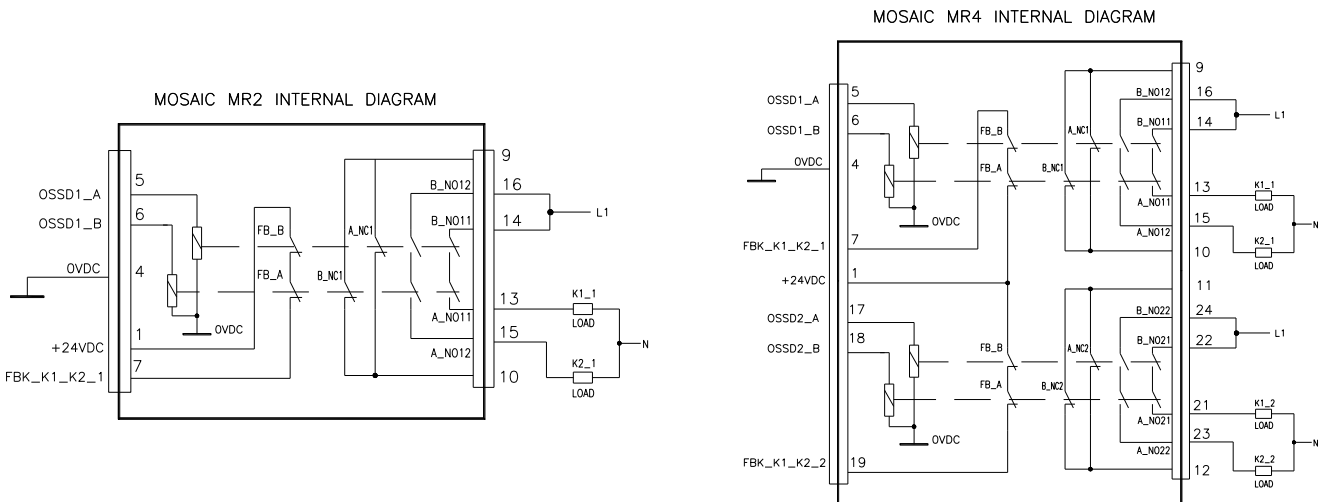 MOSAIC MR2 INTERNAL DIAGRAM
OSSD1_A
5
OSSD1_B
6
0VDC
4
+24VDC
1
FBK_K1_K2_1
7
0VDC
FB_B
FB_A
A_NC1
B_NC1
B_NO12
B_NO11
A_NO11
A_NO12
9
16
14
L1
13
K1_1
LOAD
15
K2_1
LOAD
N
10
MOSAIC MR4 INTERNAL DIAGRAM
OSSD1_A
5
OSSD1_B
6
0VDC
4
FBK_K1_K2_1
7
+24VDC
1
OSSD2_A
17
OSSD2_B
18
FBK_K1_K2_2
19
0VDC
FB_B
FB_A
A_NC1
B_NC1
B_NO12
B_NO11
A_NO11
A_NO12
9
16
14
L1
13
K1_1
LOAD
15
K2_1
LOAD
N
10
0VDC
FB_B
FB_A
A_NC2
B_NC2
B_NO22
B_NO21
A_NO21
A_NO22
11
24
22
L1
21
K1_2
LOAD
23
K2_2
LOAD
N
12